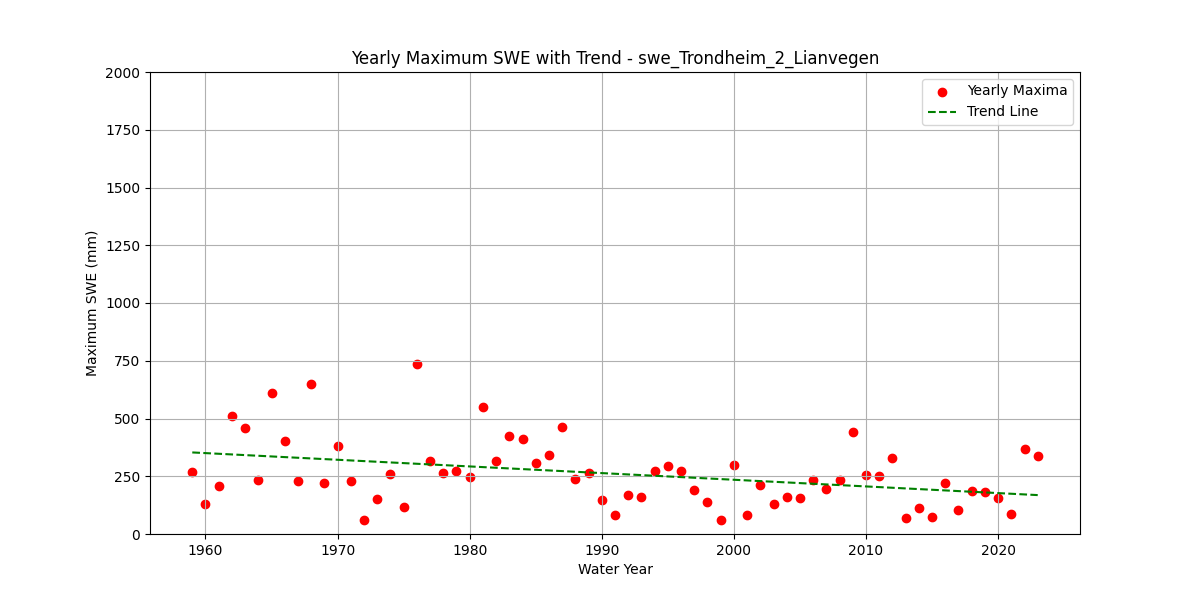 Yearly Maximum SWE with Trend - swe_Trondheim_2_Lianvegen
Yearly Maxima
Trend Line
2000
1750
1500
1250
1000
750
500
250
0
Maximum SWE (mm)
1960 1970 1980 1990 2000 2010 2020
Water Year